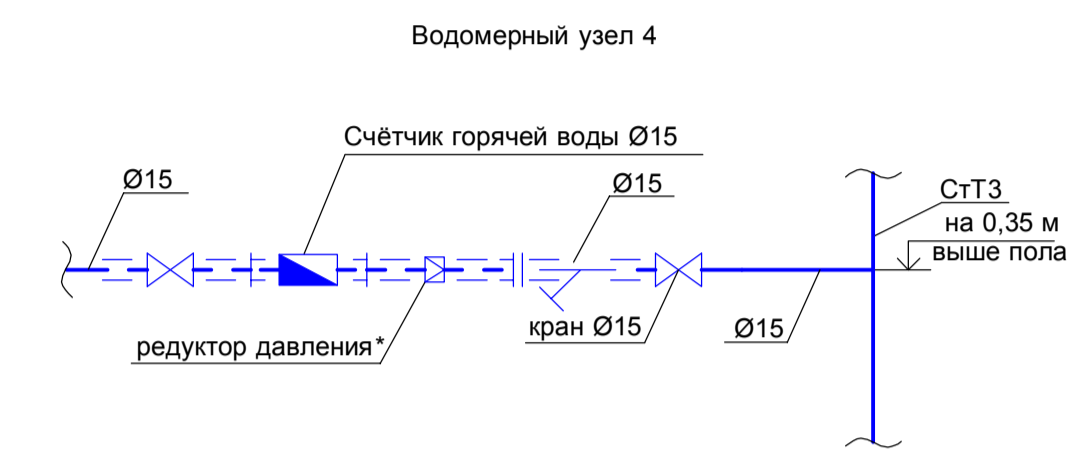 Водомерный узел 4
Счётчик горячей воды Ø15
Ø15
Ø15
СтТ3
на 0,35 м
выше пола
кран Ø15
Ø15
редуктор давления*